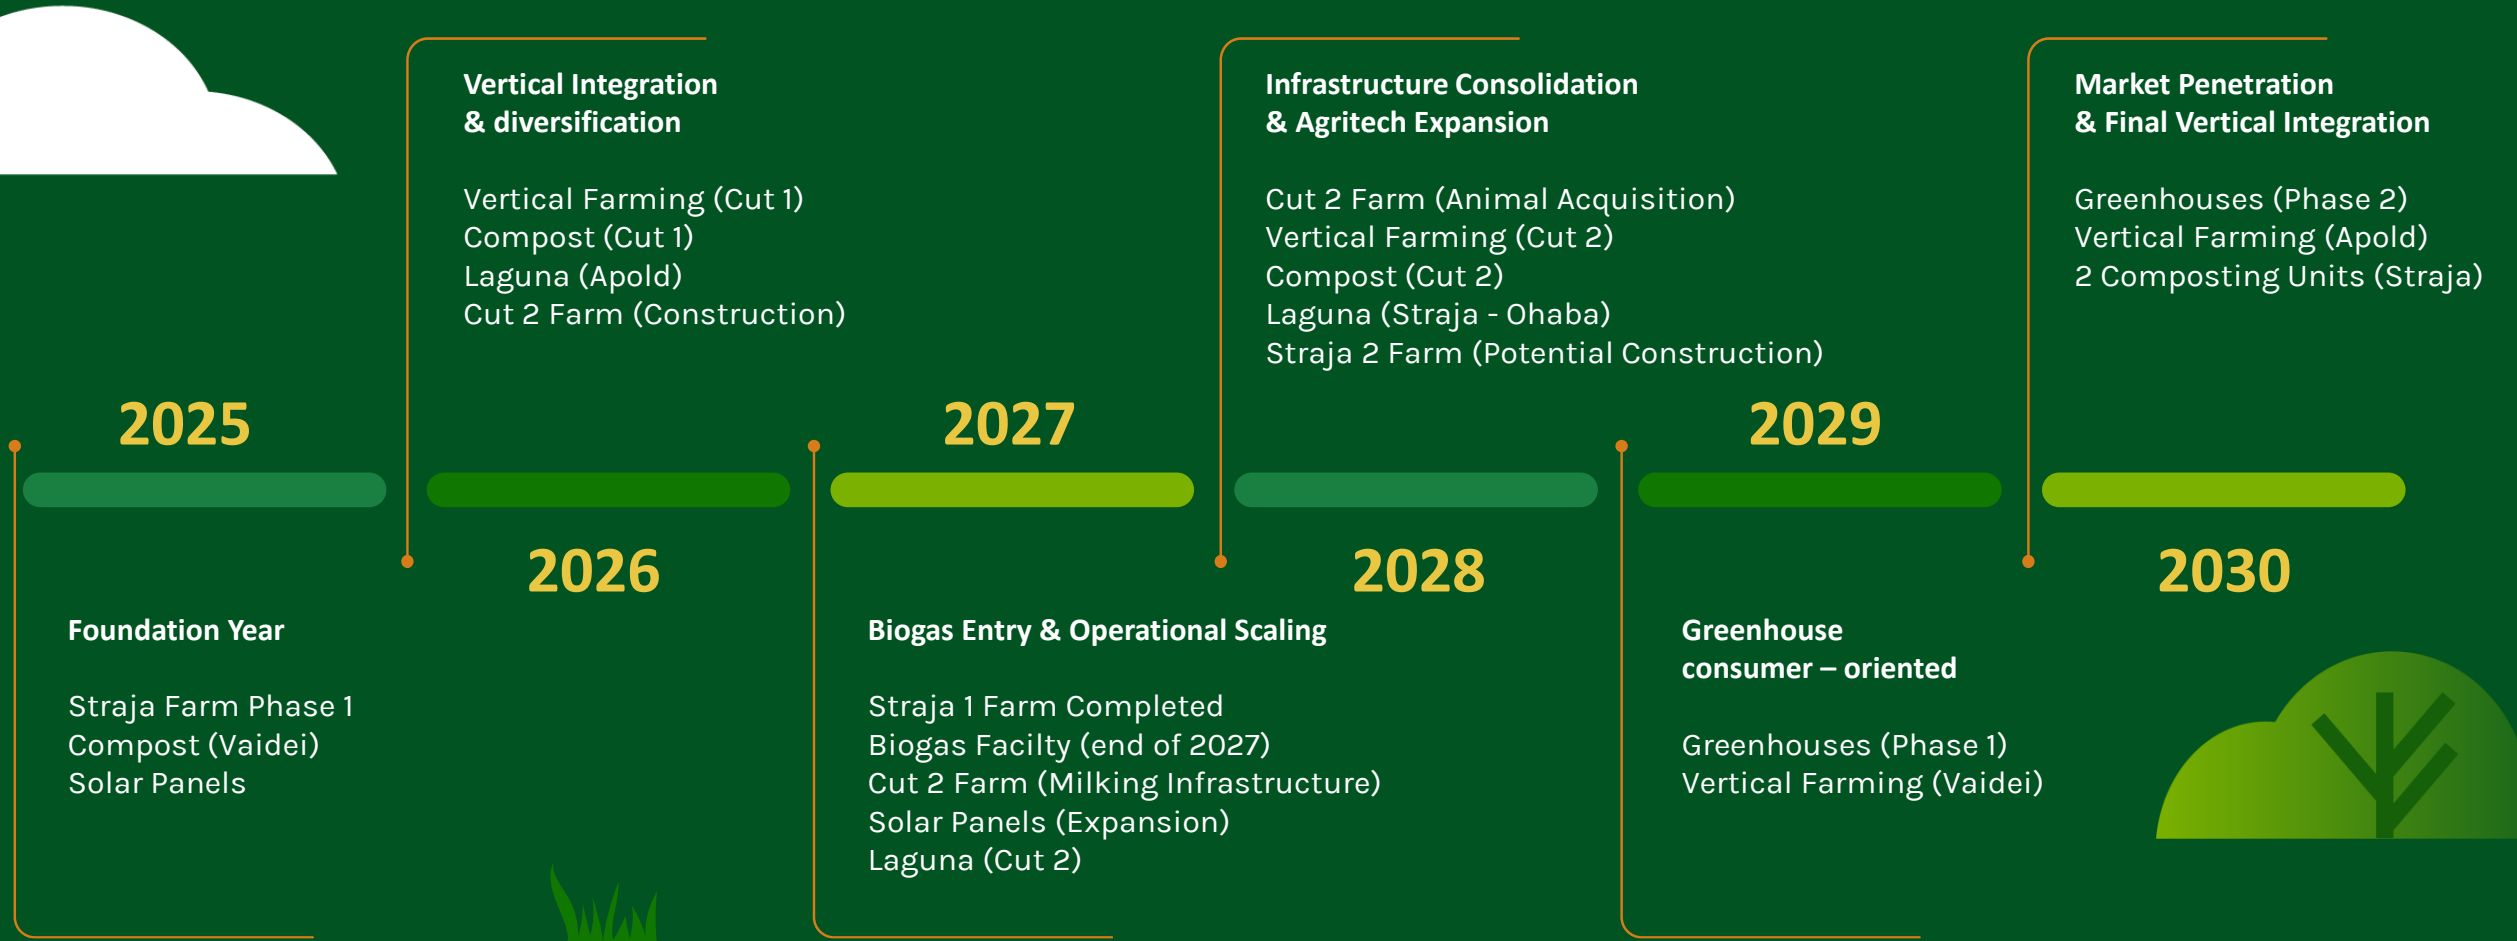 2025
Foundation Year
Straja Farm Phase 1
Compost (Vaidei)
Solar Panels
Vertical Integration
& diversification
Vertical Farming (Cut 1)
Compost (Cut 1)
Laguna (Apold)
Cut 2 Farm (Construction)
2026
2027
Biogas Entry & Operational Scaling
Straja 1 Farm Completed
Biogas Facilty (end of 2027)
Cut 2 Farm (Milking Infrastructure)
Solar Panels (Expansion)
Laguna (Cut 2)
Infrastructure Consolidation
& Agritech Expansion
Cut 2 Farm (Animal Acquisition)
Vertical Farming (Cut 2)
Compost (Cut 2)
Laguna (Straja - Ohaba)
Straja 2 Farm (Potential Construction)
2028
2029
Greenhouse
consumer – oriented
Greenhouses (Phase 1)
Vertical Farming (Vaidei)
Market Penetration
& Final Vertical Integration
Greenhouses (Phase 2)
Vertical Farming (Apold)
2 Composting Units (Straja)
2030